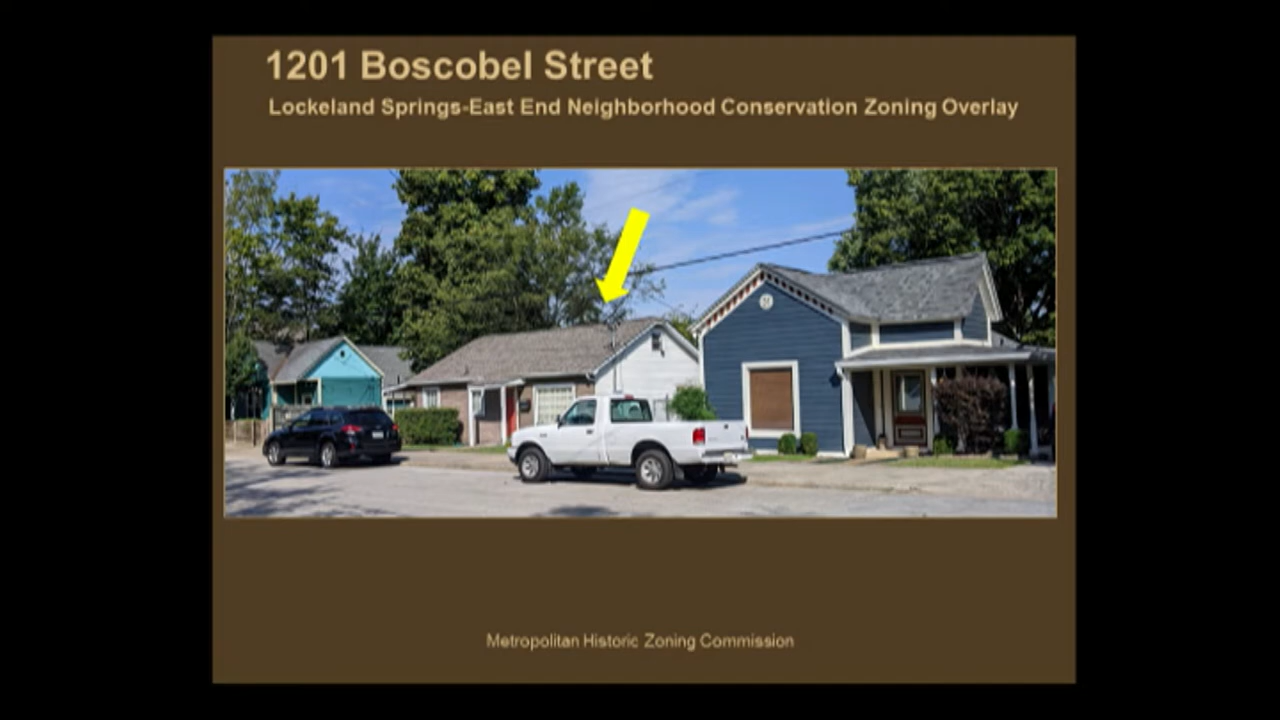 1201 Boscobel Street
Lockeland Springs-East End Neighborhood Conservation Zoning Overlay
Metropolitan Historic Zoning Commission